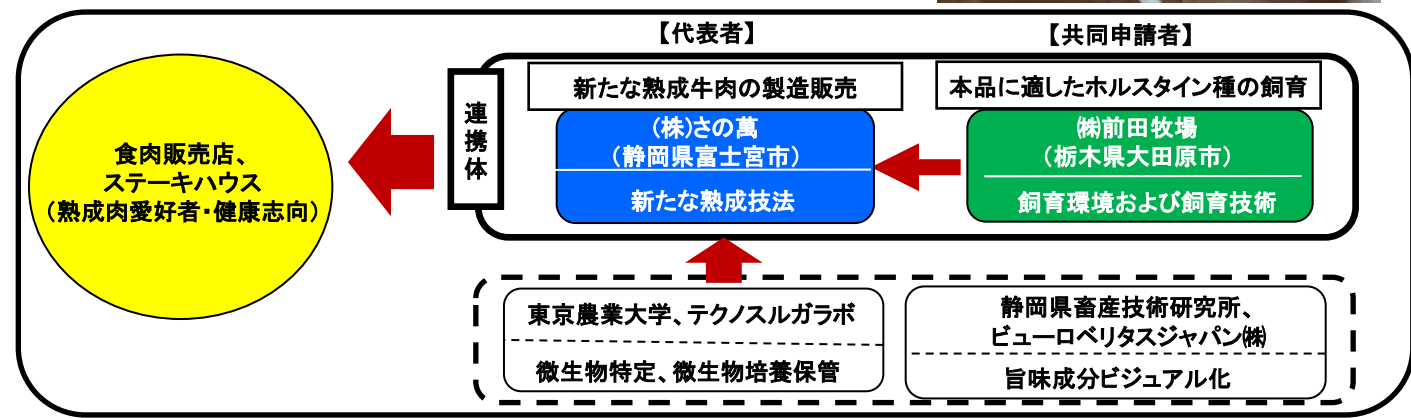 【代表者】
【共同申請者】
連携体
新たな熟成牛肉の製造販売
(株)さの萬
(静岡県富士宮市)
新たな熟成技法
本品に適したホルスタイン種の飼育
㈱前田牧場
(栃木県大田原市)
飼育環境および飼育技術
食肉販売店、
ステーキハウス
(熟成肉愛好者・健康志向)
東京農業大学、テクノスルガラボ
微生物特定、微生物培養保管
静岡県畜産技術研究所、
ビューロベリタスジャパン㈱
旨味成分ビジュアル化